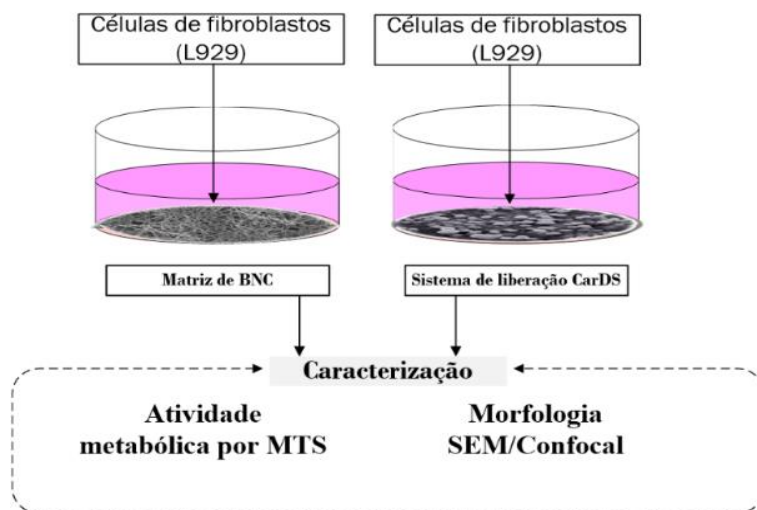 Células de fibroblastos
(L929)
Células de fibroblastos
(L929)
Matriz de BNC
Sistema de liberação CarDS
Caracterização
Atividade
metabólica por MTS
Morfologia
SEM/Confocal